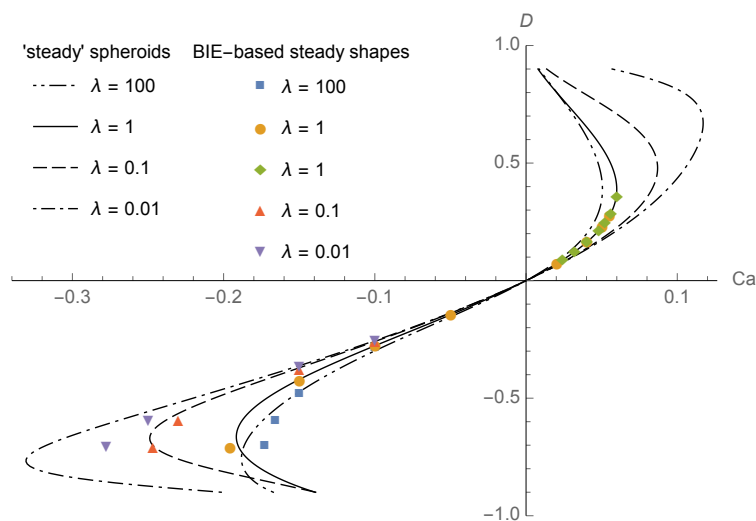 D
'steady' spheroids BIE−based steady shapes
λ = 100 λ = 100
λ = 1 λ = 1
λ = 0.1 λ = 1
λ = 0.01 λ = 0.1
λ = 0.01
1.0
0.5
−0.3 −0.2 −0.1 0.1 Ca
−0.5
−1.0